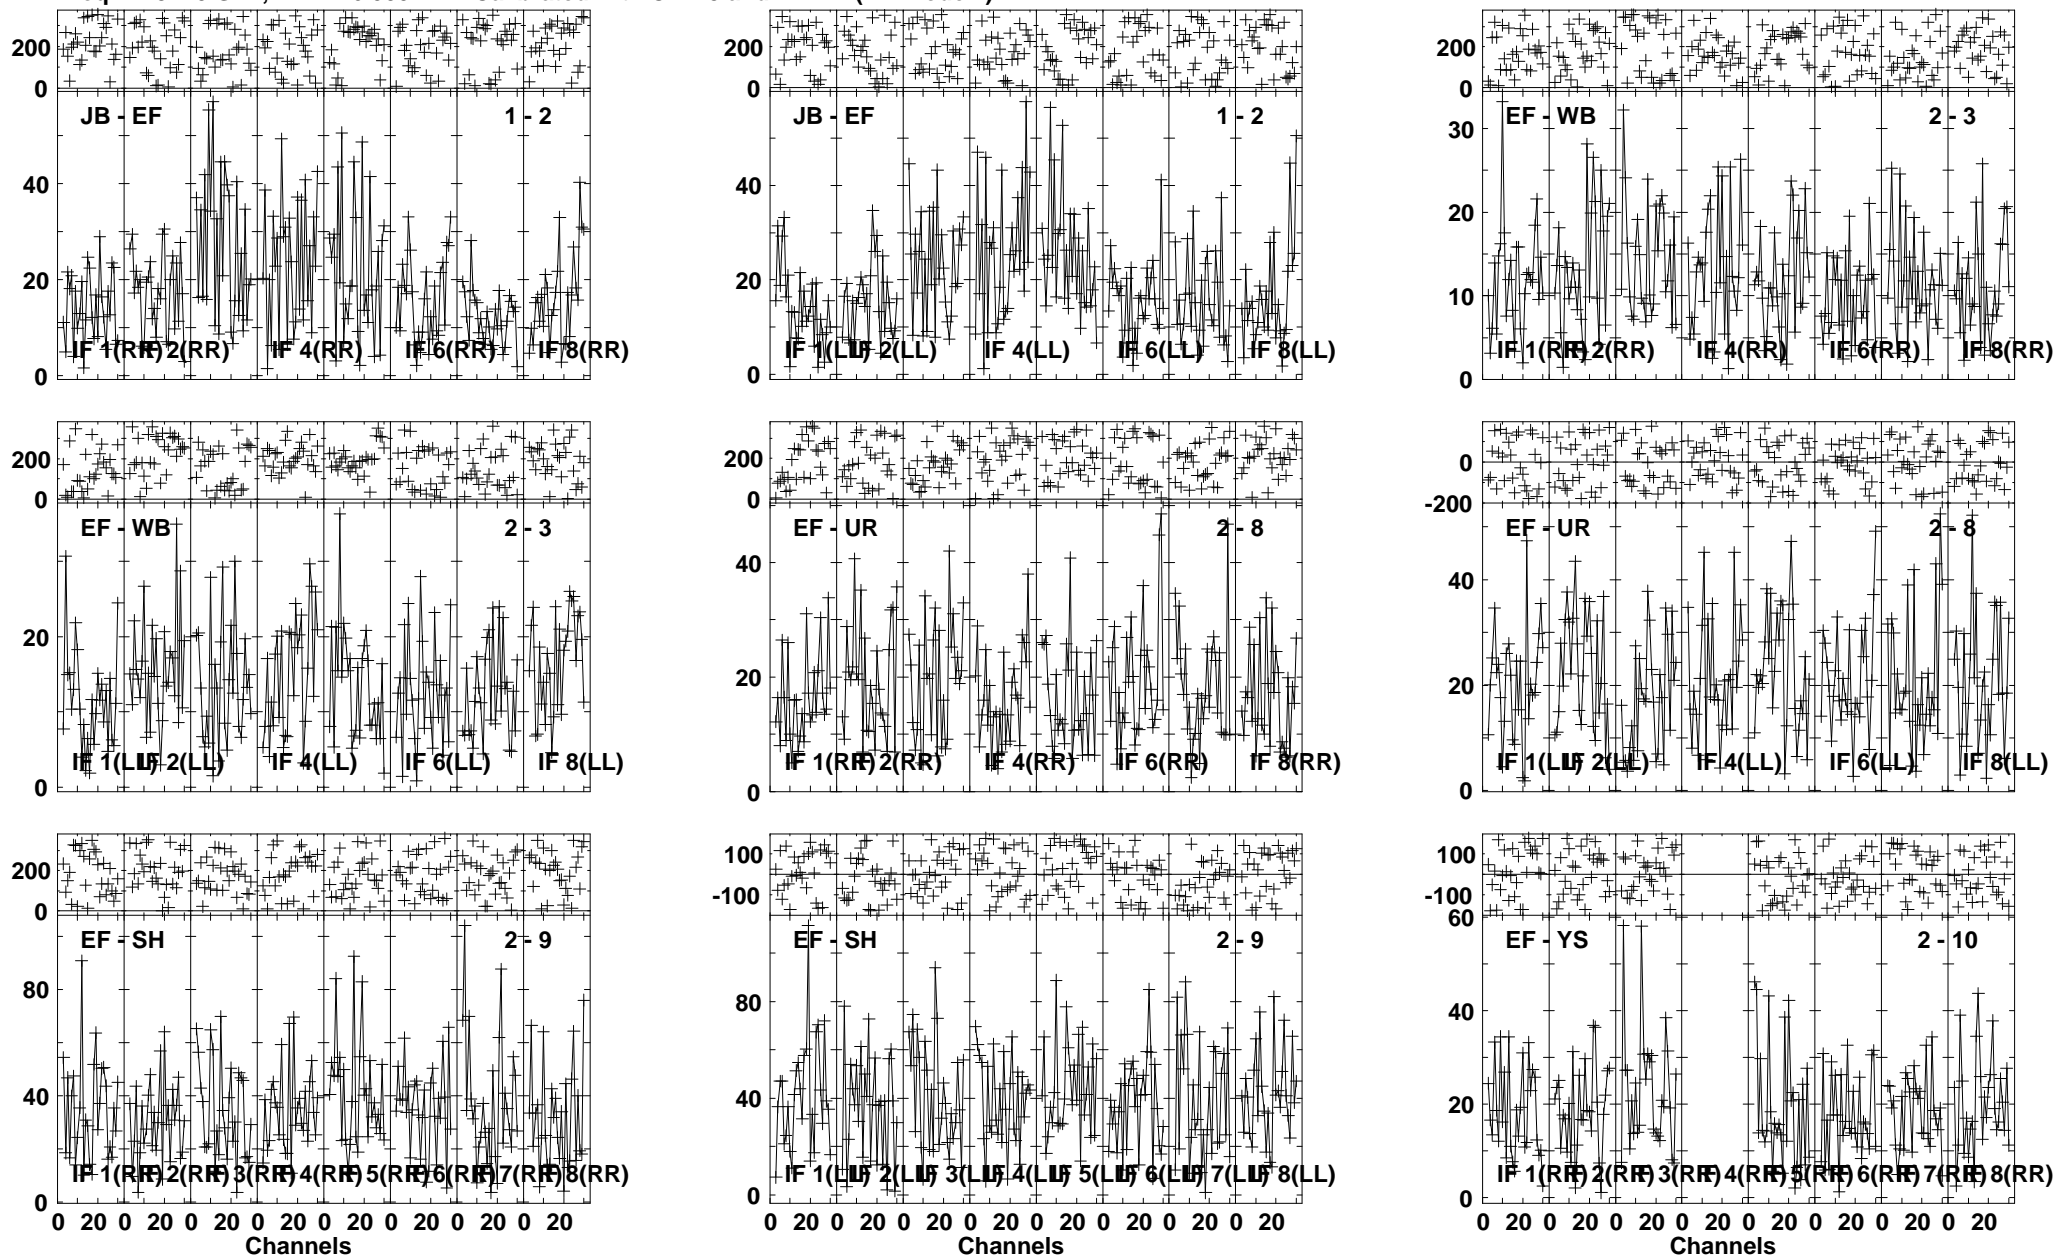 200
0
JB - EF 1 - 2
40
20
0
IF 1(RR) IF 2(RR) IF 4(RR) IF 6(RR) IF 8(RR)
200
0
JB - EF 1 - 2
40
20
0
IF 1(LL) IF 2(LL) IF 4(LL) IF 6(LL) IF 8(LL)
200
0
EF - WB 2 - 3
30
20
10
0
IF 1(RR) IF 2(RR) IF 4(RR) IF 6(RR) IF 8(RR)
200
0
EF - WB 2 - 3
20
0
IF 1(LL) IF 2(LL) IF 4(LL) IF 6(LL) IF 8(LL)
200
0
EF - UR 2 - 8
40
20
0
IF 1(RR) IF 2(RR) IF 4(RR) IF 6(RR) IF 8(RR)
0
-200
EF - UR 2 - 8
40
20
0
IF 1(LL) IF 2(LL) IF 4(LL) IF 6(LL) IF 8(LL)
200
0
EF - SH 2 - 9
80
40
0
IF 1(RR) IF 2(RR) IF 3(RR) IF 4(RR) IF 5(RR) IF 6(RR) IF 7(RR) IF 8(RR)
0 20 0 20 0 20 0 20 0 20 0 20 0 20 0 20
Channels
100
-100
EF - SH 2 - 9
80
40
0
IF 1(LL) IF 2(LL) IF 3(LL) IF 4(LL) IF 5(LL) IF 6(LL) IF 7(LL) IF 8(LL)
0 20 0 20 0 20 0 20 0 20 0 20 0 20 0 20
Channels
100
-100
60
EF - YS 2 - 10
40
20
0
IF 1(RR) IF 2(RR) IF 3(RR) IF 4(RR) IF 5(RR) IF 6(RR) IF 7(RR) IF 8(RR)
0 20 0 20 0 20 0 20 0 20 0 20 0 20 0 20
Channels